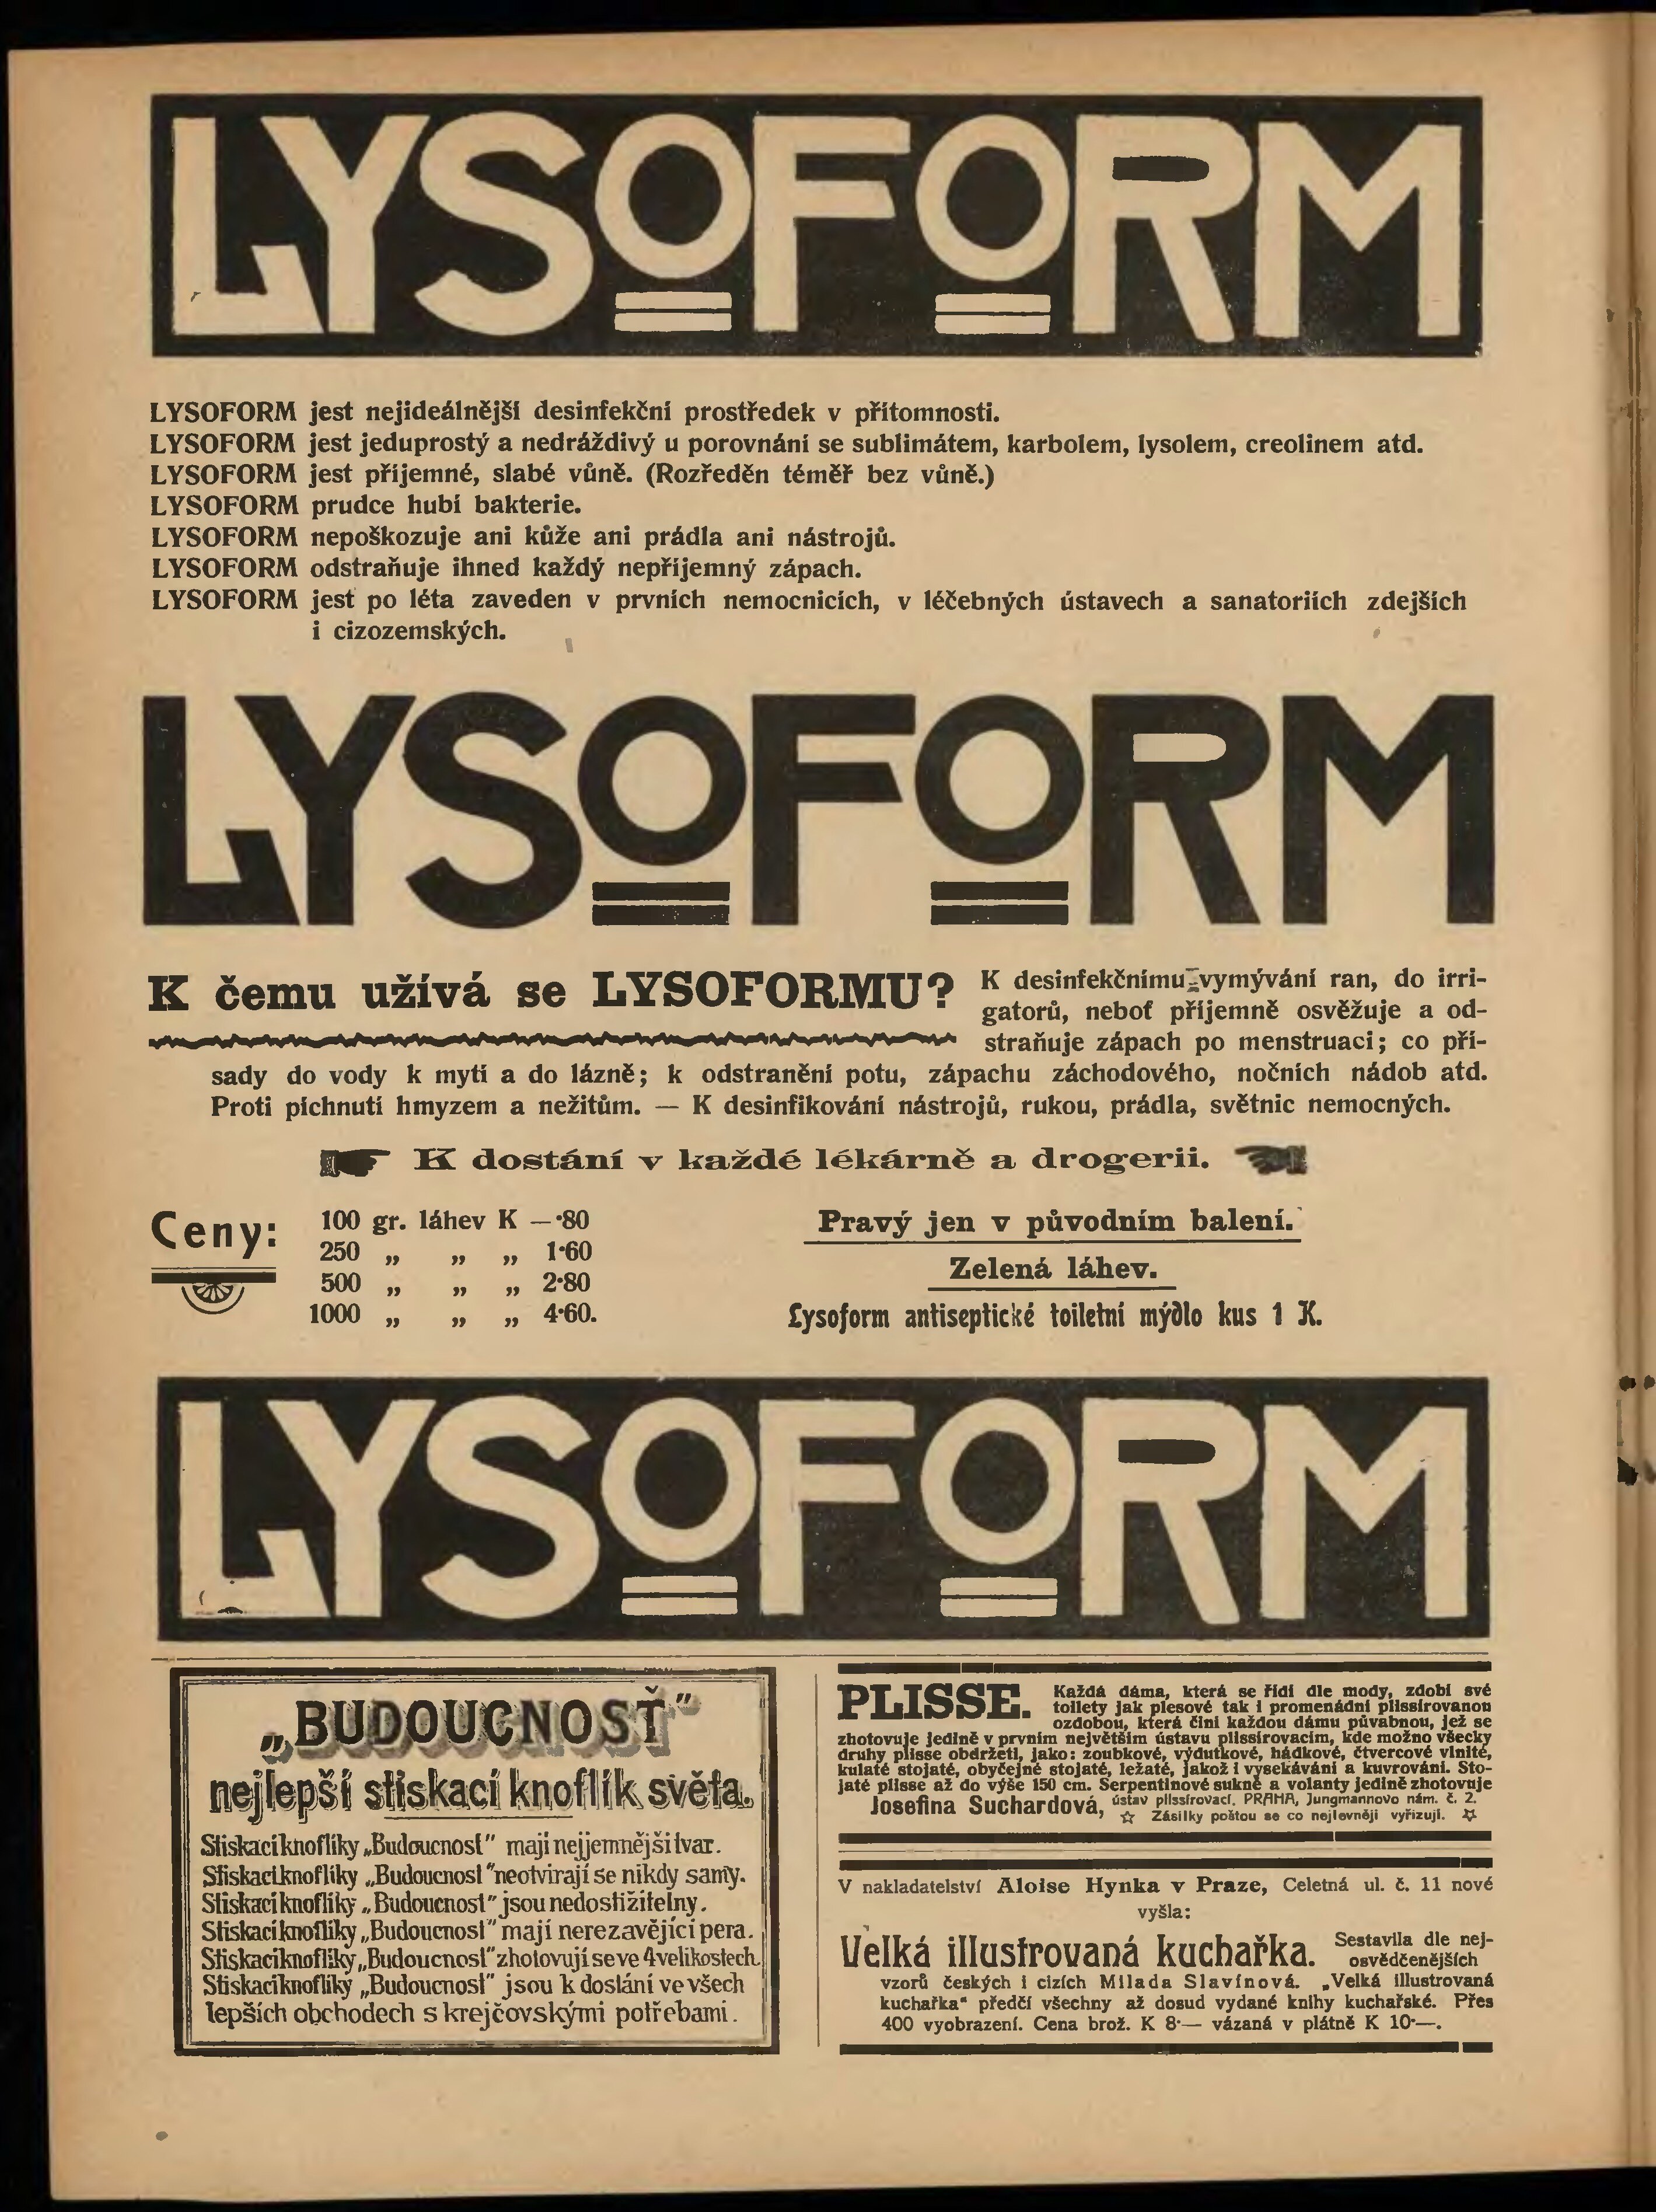 LYSOFORM
LYSOFORM jest nejideálnější desinfekční prostředek v přítomnosti.
LYSOFORM jest jeduprostý a nedráždivý u porovnání se sublimátem, karbolem, lysolem, creolinem atd.
LYSOFORM jest příjemné, slabé vůně. (Rozředěn téměř bez vůně.)
LYSOFORM prudce hubí bakterie.
LYSOFORM nepoškozuje ani kůže ani prádla ani nástrojů.
LYSOFORM odstraňuje ihned každý nepříjemný zápach.
LYSOFORM jest po léta zaveden v prvních nemocnicích, v léčebných ústavech a sanatoriích zdejších
i cizozemských.
LYSOFORM
K čemu užívá se LYSOFORMU?
K desinfekčnímu vymývání ran, do irri-
gatorů, neboť příjemně osvěžuje a od-
straňuje zápach po menstruaci; co pří-
sady do vody k mytí a do lázně; k odstranění potu, zápachu záchodového, nočních nádob atd.
Proti píchnutí hmyzem a nežitům. — K desinfikování nástrojů, rukou, prádla, světnic nemocných.
K dostání v každé lékárně a drogerii.
Ceny:
100 gr. láhev K —·80
250 „ „ „ 1·60
500 „ „ „ 2·80
1000 „ „ „ 4·60.
Pravý jen v původním balení.
Zelená láhev.
Lysoform antiseptické toiletní mýdlo kus 1 K.
LYSOFORM
„BUDOUCNOSŤ"
nejlepší stiskací knoflík světa.
Stiskací knoflíky „Budoucnost" mají nejjemnější tvar.
Stiskací knoflíky „Budoucnost" neotvírají se nikdy samy.
Stiskací knoflíky „Budoucnost" jsou nedostižitelny.
Stiskací knoflíky „Budoucnost" mají nerezavějící pera.
Stiskací knoflíky „Budoucnost" zhotovují se ve 4 velikostech.
Stiskací knoflíky „Budoucnost" jsou k dostání ve všech
lepších obchodech s krejčovskými potřebami.
PLISSE.
Každá dáma, která se řídí dle mody, zdobí své
toilety jak plesové tak i promenádní plissírovanou
ozdobou, která činí každou dámu půvabnou, jež se
zhotovuje jedině v prvním největším ústavu plissírovacím, kde možno všecky
druhy plisse obdržeti, jako: zoubkové, výdutkové, hádkové, čtvercové vlnité,
kulaté stojaté, obyčejné stojaté, ležaté, jakož i vysekávání a kuvrování. Sto-
jaté plisse až do výše 150 cm. Serpentinové sukně a volanty jedině zhotovuje
Josefina Suchardová, ústav plissírovací, PRAHA, Jungmannovo nám. č. 2.
☆ Zásilky poštou se co nejlevněji vyřizují. ☆
V nakladatelství Aloise Hynka v Praze, Celetná ul. č. 11 nové
vyšla:
Velká illustrovaná kuchařka. Sestavila dle nej-
osvědčenějších
vzorů českých i cizích Milada Slavínová. „Velká illustrovaná
kuchařka“ předčí všechny až dosud vydané knihy kuchařské. Přes
400 vyobrazení. Cena brož. K 8·— vázaná v plátně K 10·—.